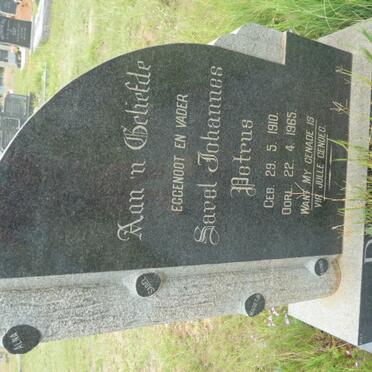 Aan 'n Geliefde
EGGENOOT EN VADER
Sarel Johannes
Petrus
GEB. 29. 5. 1910.
OORL. 22. 4. 1965.
WANT MY GENADE IS
VIR JULLE GENOEG.